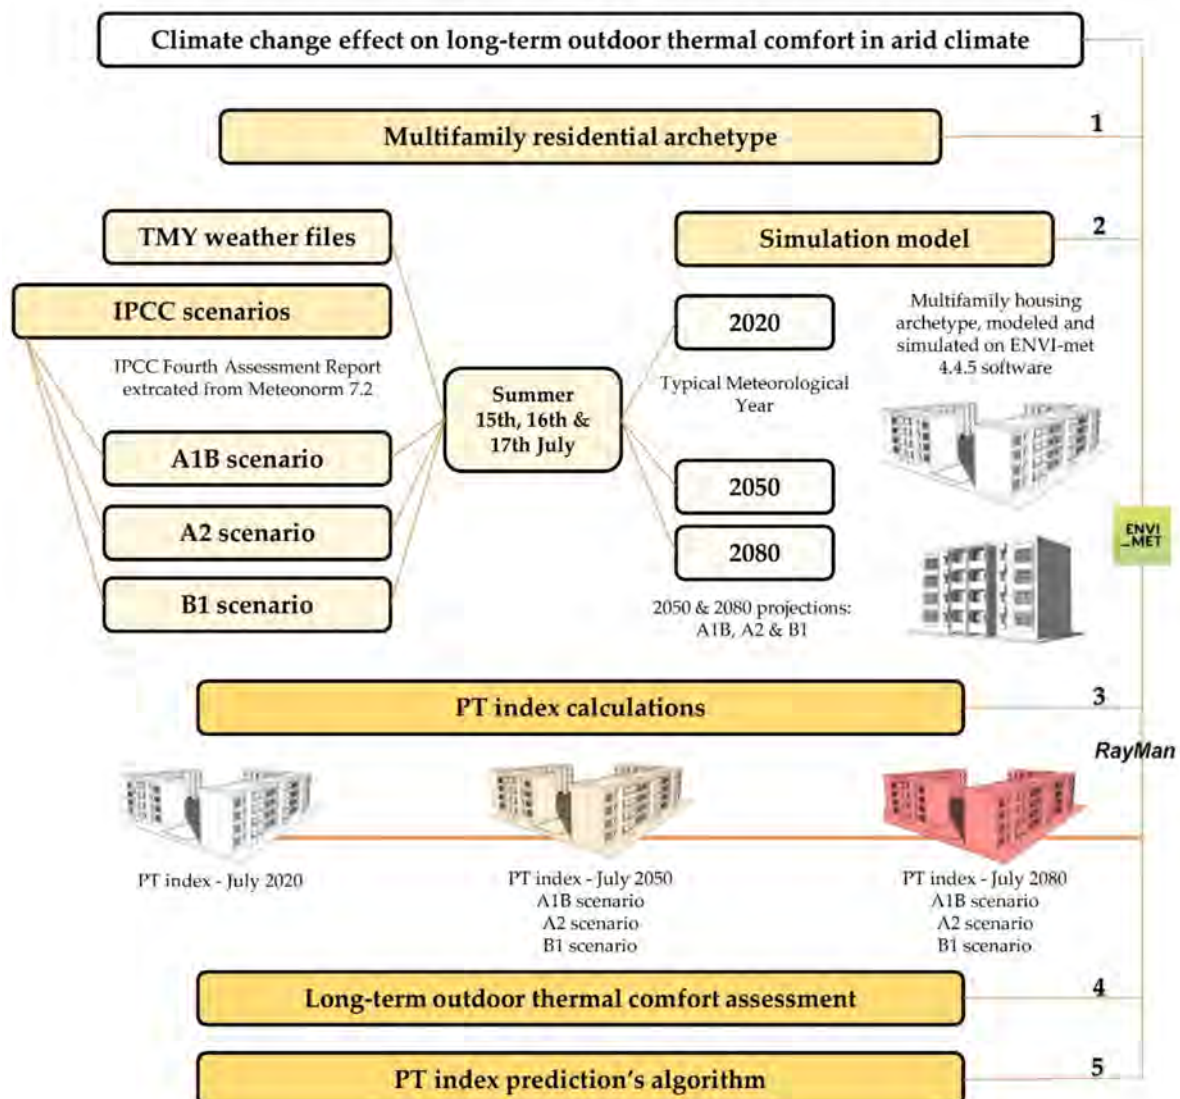 Climate change effect on long-term outdoor thermal comfort in arid climate
Multifamily residential archetype
1
TMY weather files
Simulation model
2
IPCC scenarios
IPCC Fourth Assessment Report
extrcated from Meteonorm 7.2
A1B scenario
A2 scenario
B1 scenario
Summer
15th, 16th &
17th July
2020
Typical Meteorological
Year
2050
2080
2050 & 2080 projections:
A1B, A2 & B1
Multifamily housing
archetype, modeled and
simulated on ENVI-met
4.4.5 software
ENVI
_MET
PT index calculations
3
RayMan
PT index - July 2020
PT index - July 2050
A1B scenario
A2 scenario
B1 scenario
PT index - July 2080
A1B scenario
A2 scenario
B1 scenario
Long-term outdoor thermal comfort assessment
4
PT index prediction's algorithm
5